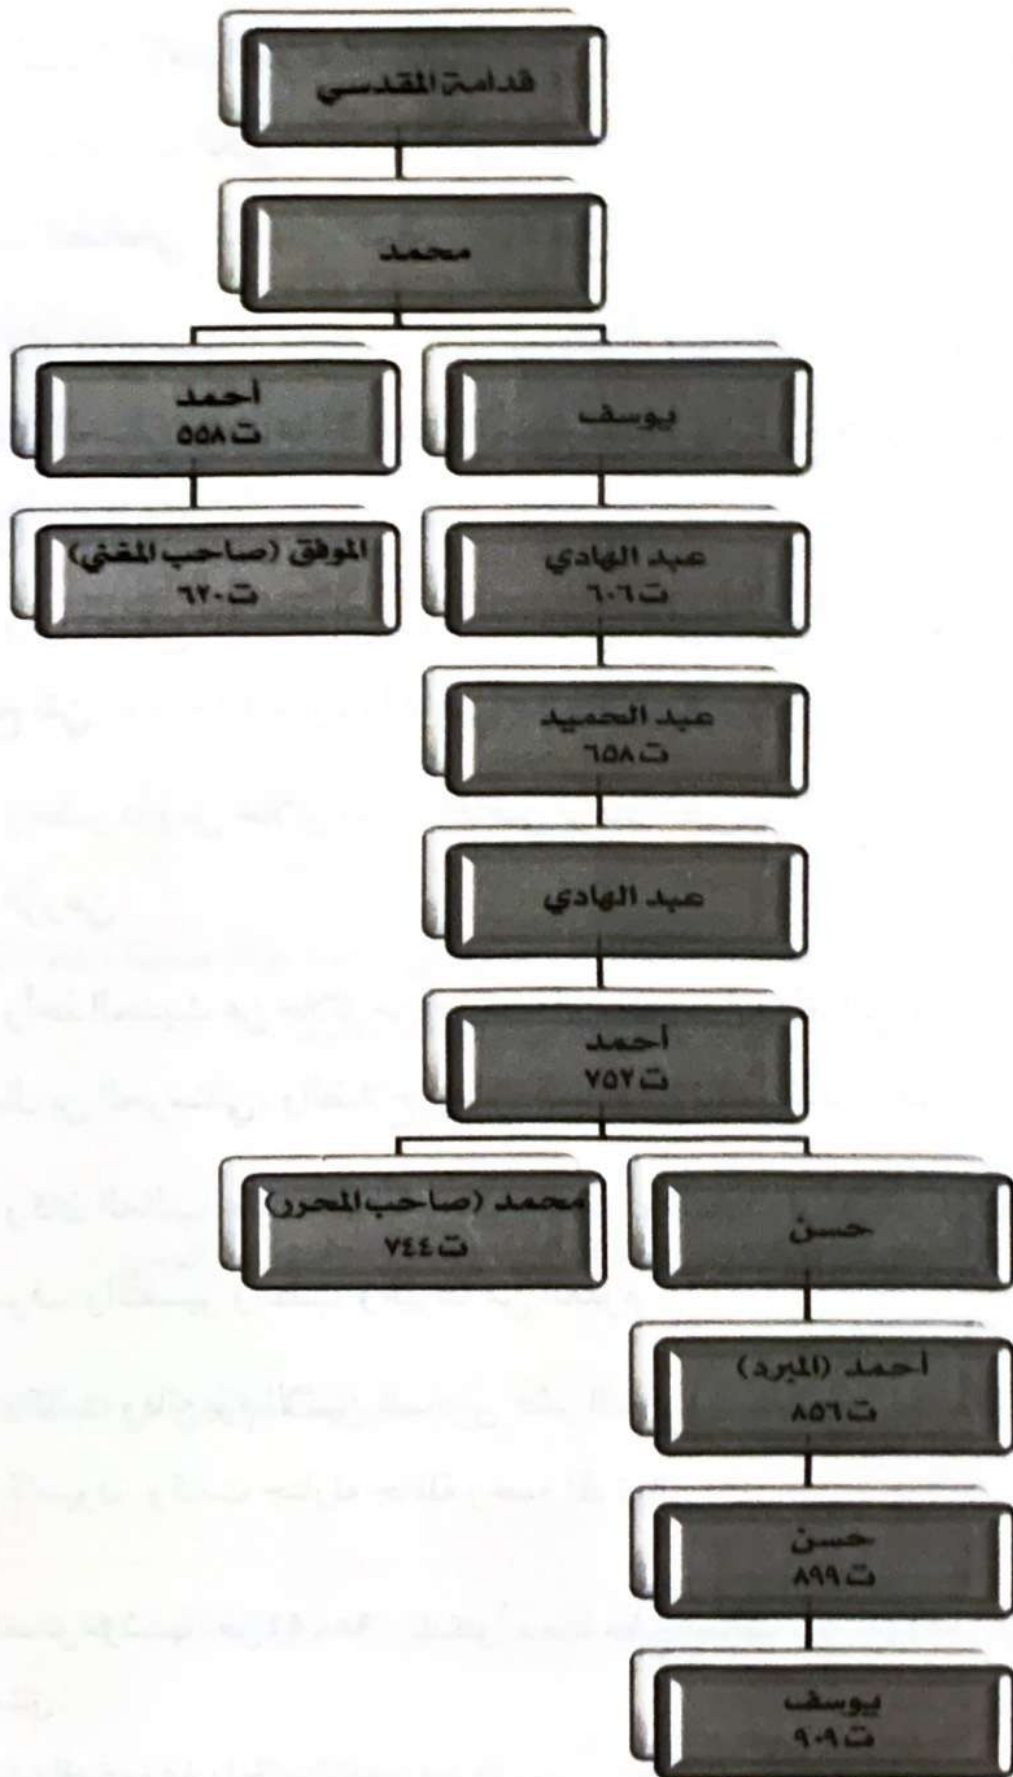 قدامة المقدسي
محمد
يوسف
أحمد
ت ٥٥٨
عبد الهادي
ت ٦٠٦
الموفق (صاحب المغني)
ت ٦٢٠
عبد الحميد
ت ٦٥٨
عبد الهادي
أحمد
ت ٧٥٢
حسن
محمد (صاحب المحرر)
ت ٧٤٤
أحمد (المبرد)
ت ٨٥٦
حسن
ت ٨٩٩
يوسف
ت ٩٠٩